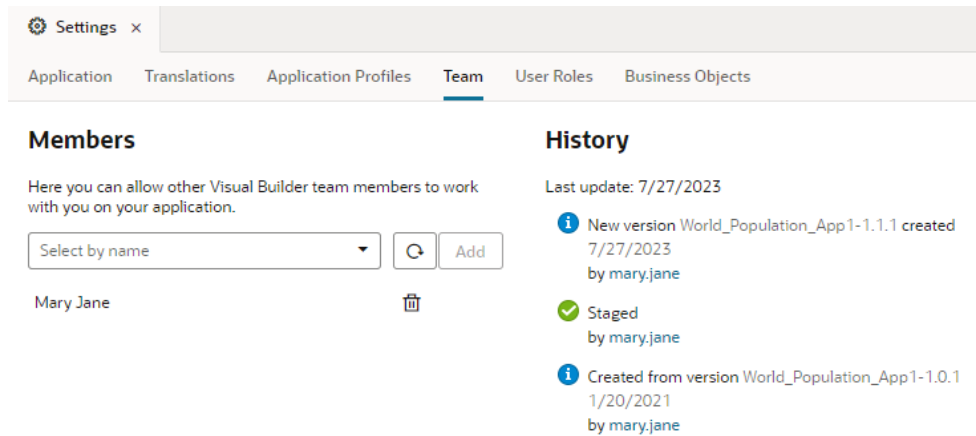 Settings ×
Application Translations Application Profiles Team User Roles Business Objects
Members
Here you can allow other Visual Builder team members to work
with you on your application.
Select by name
Add
Mary Jane
History
Last update: 7/27/2023
New version World_Population_App1-1.1.1 created
7/27/2023
by mary.jane
Staged
by mary.jane
Created from version World_Population_App1-1.0.1
1/20/2021
by mary.jane